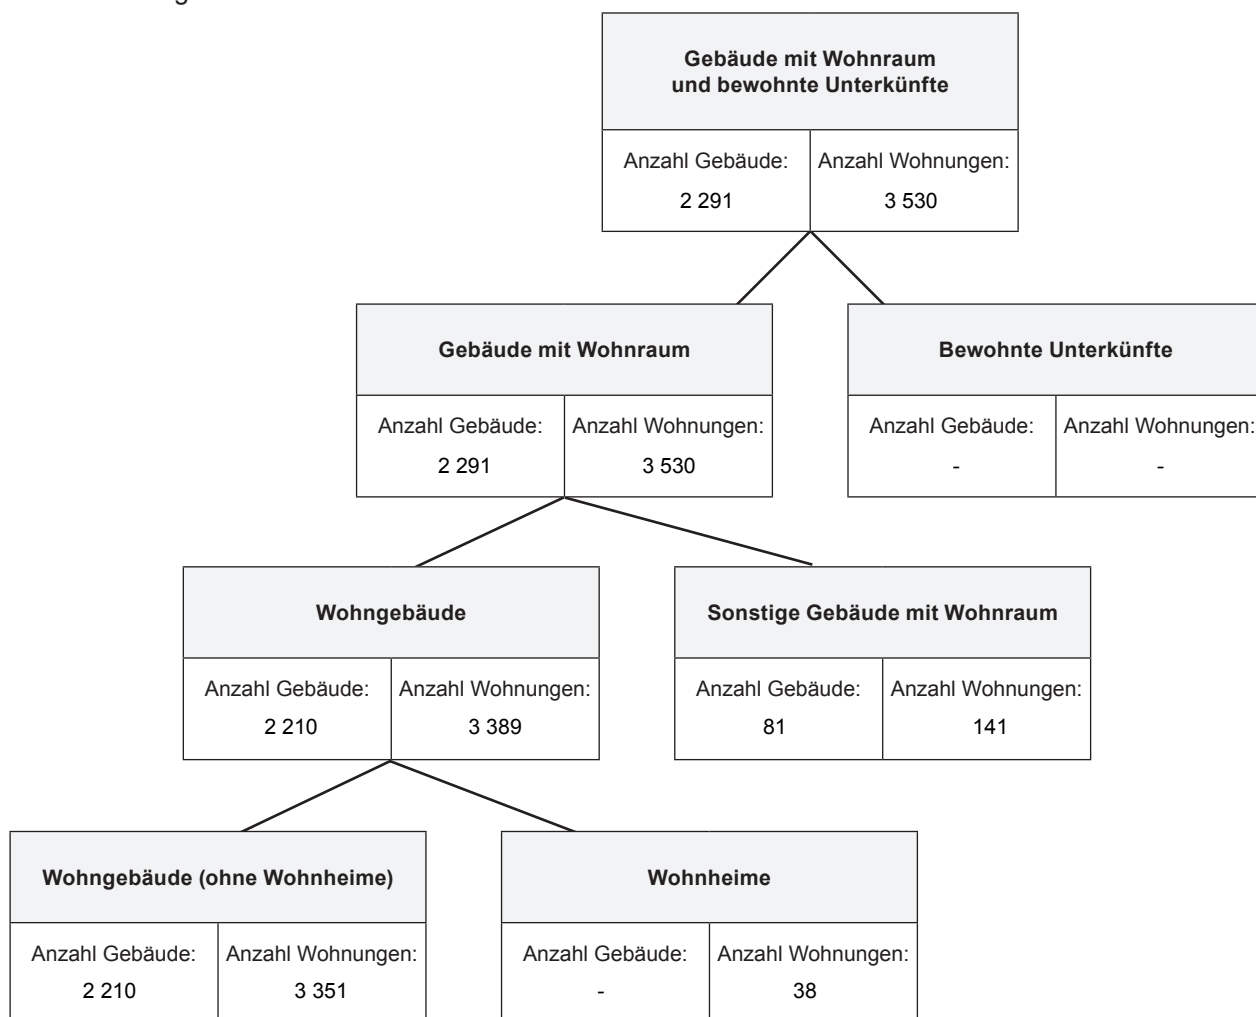 Gebäude mit Wohnraum
und bewohnte Unterkünfte
Anzahl Gebäude: Anzahl Wohnungen:
2 291 3 530
Gebäude mit Wohnraum Bewohnte Unterkünfte
Anzahl Gebäude: Anzahl Wohnungen: Anzahl Gebäude: Anzahl Wohnungen:
2 291 3 530 - -
Wohngebäude Sonstige Gebäude mit Wohnraum
Anzahl Gebäude: Anzahl Wohnungen: Anzahl Gebäude: Anzahl Wohnungen:
2 210 3 389 81 141
Wohngebäude (ohne Wohnheime) Wohnheime
Anzahl Gebäude: Anzahl Wohnungen: Anzahl Gebäude: Anzahl Wohnungen:
2 210 3 351 - 38